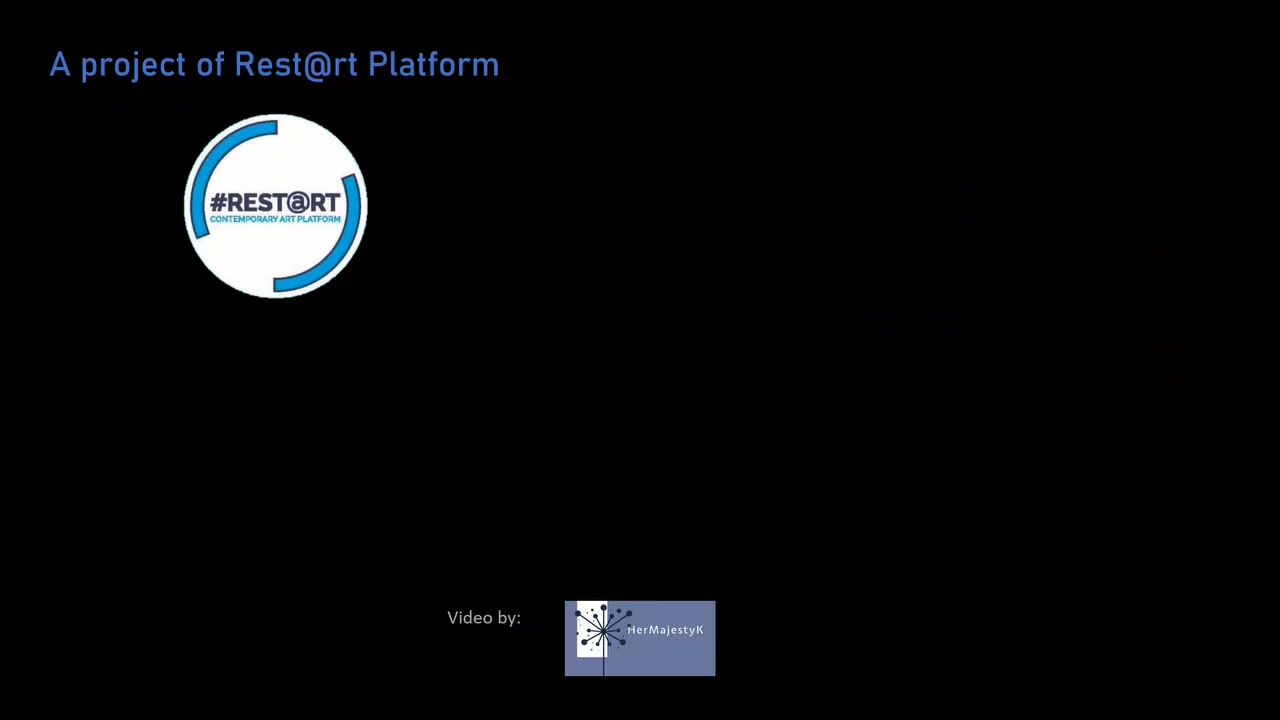 A project of Rest@rt Platform
#REST@RT
CONTEMPORARY ART PLATFORM
Video by:
HerMajestyK